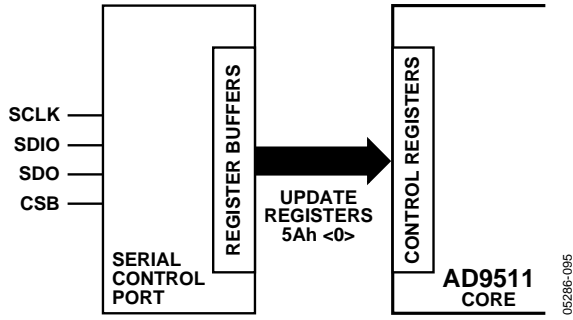 SCLK
SDIO
SDO
CSB
REGISTER BUFFERS
SERIAL
CONTROL
PORT
UPDATE
REGISTERS
5Ah <0>
CONTROL REGISTERS
AD9511
CORE
05286-095